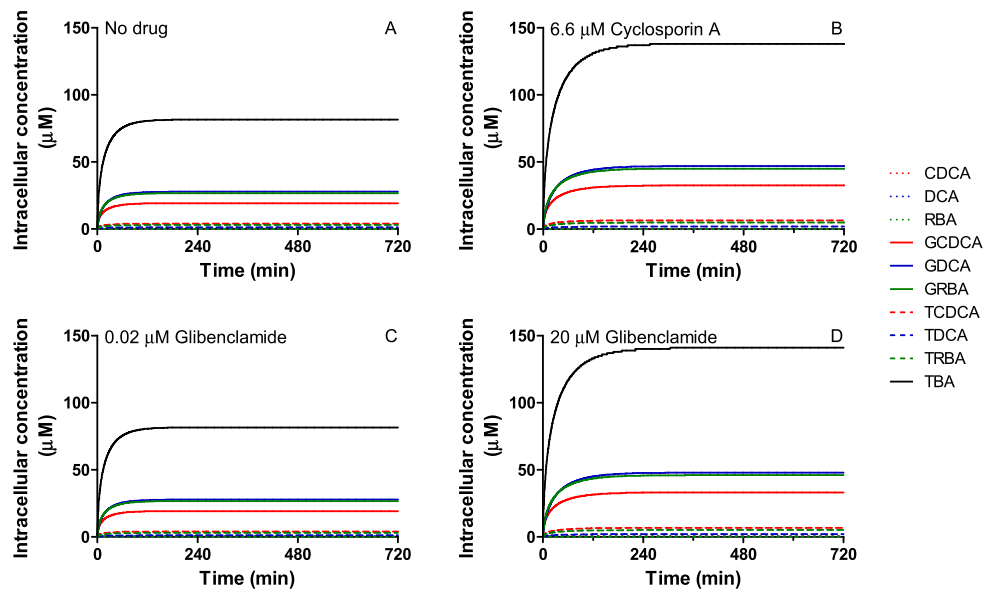 No drug
A
Intracellular concentration
(μM)
150
100
50
0
0
240
480
720
Time (min)
6.6 μM Cyclosporin A
B
Intracellular concentration
(μM)
150
100
50
0
0
240
480
720
Time (min)
0.02 μM Glibenclamide
C
Intracellular concentration
(μM)
150
100
50
0
0
240
480
720
Time (min)
20 μM Glibenclamide
D
Intracellular concentration
(μM)
150
100
50
0
0
240
480
720
Time (min)
CDCA
DCA
RBA
GCDCA
GDCA
GRBA
TCDCA
TDCA
TRBA
TBA